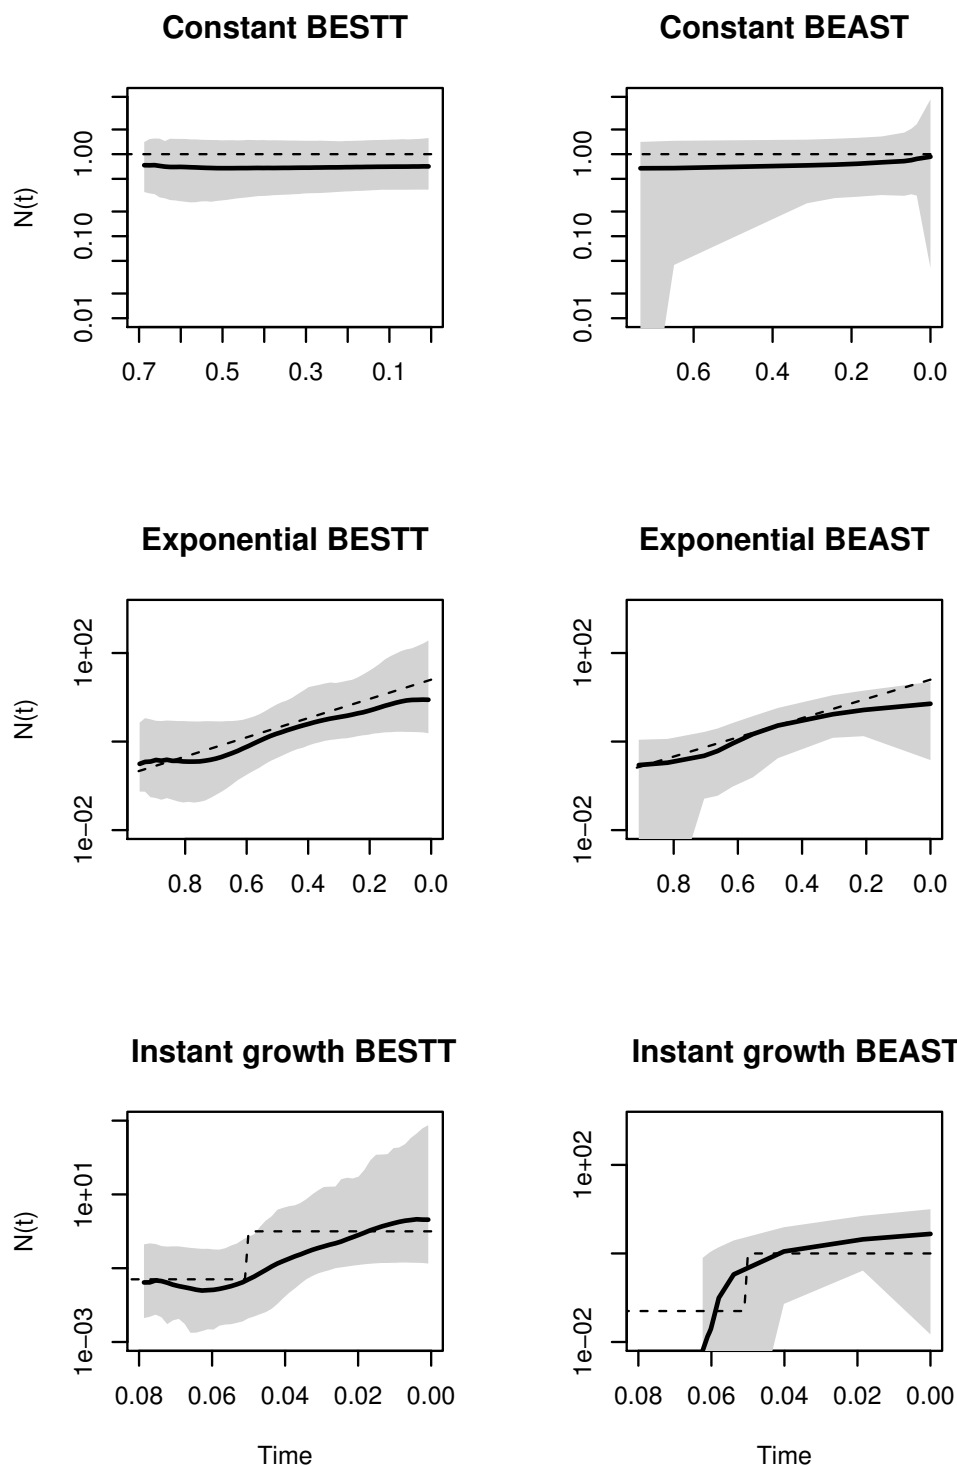 Constant BESTT
Constant BEAST
N(t)
1.00
0.10
0.01
0.7 0.5 0.3 0.1
1.00
0.10
0.01
0.6 0.4 0.2 0.0
Exponential BESTT
Exponential BEAST
N(t)
1e+02
1e−02
0.8 0.6 0.4 0.2 0.0
1e+02
1e−02
0.8 0.6 0.4 0.2 0.0
Instant growth BESTT
Instant growth BEAST
N(t)
1e+01
1e−03
0.08 0.06 0.04 0.02 0.00
Time
1e+02
1e−02
0.08 0.06 0.04 0.02 0.00
Time